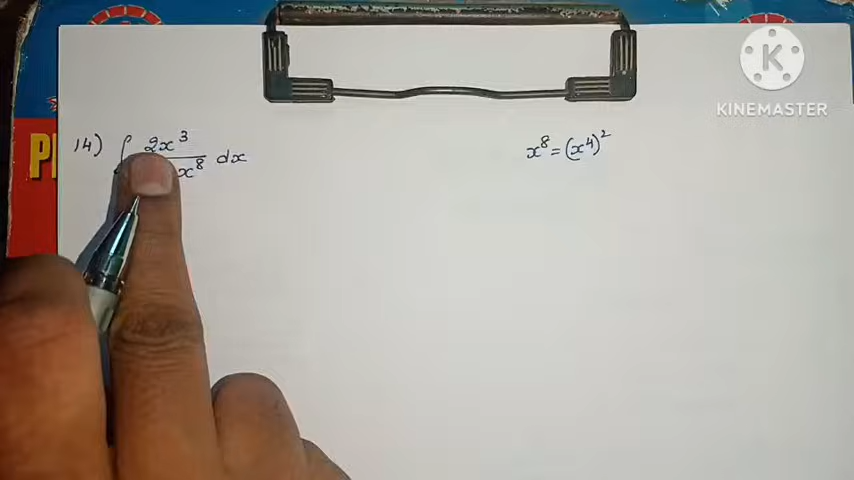 14) ∫ 2x³ / x⁸ dx
x⁸ = (x⁴)²
K
KINEMASTER
P